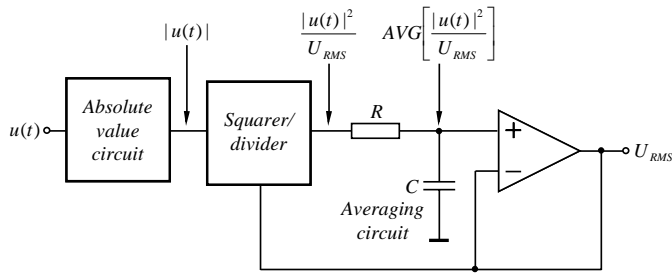 |u(t)|
|u(t)|²
U_RMS
AVG[|u(t)|²
U_RMS]
u(t)
Absolute
value
circuit
Squarer/
divider
R
+
−
U_RMS
C
Averaging
circuit